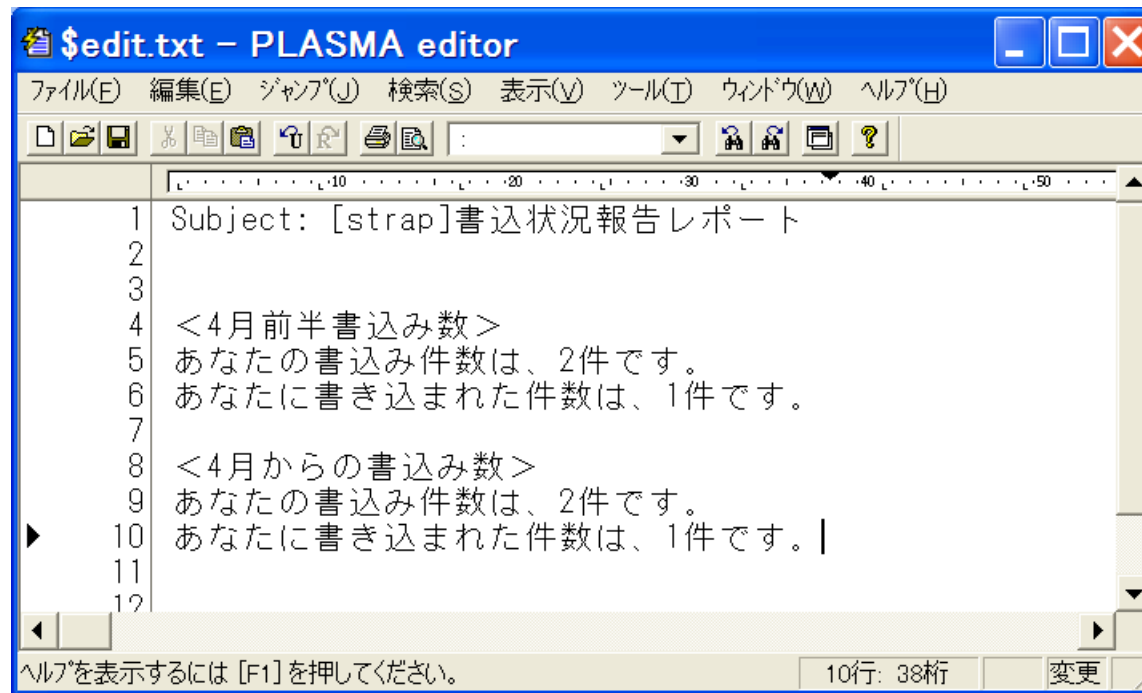 $edit.txt - PLASMA editor
ファイル(F) 編集(E) ジャンプ(J) 検索(S) 表示(V) ツール(T) ウィンドウ(W) ヘルプ(H)
:
10 20 30 40 50
1 Subject: [strap]書込状況報告レポート
2
3
4 <4月前半書込み数>
5 あなたの書込み件数は、2件です。
6 あなたに書き込まれた件数は、1件です。
7
8 <4月からの書込み数>
9 あなたの書込み件数は、2件です。
10 あなたに書き込まれた件数は、1件です。
11
12
ヘルプを表示するには [F1] を押してください。 10行: 38桁 変更